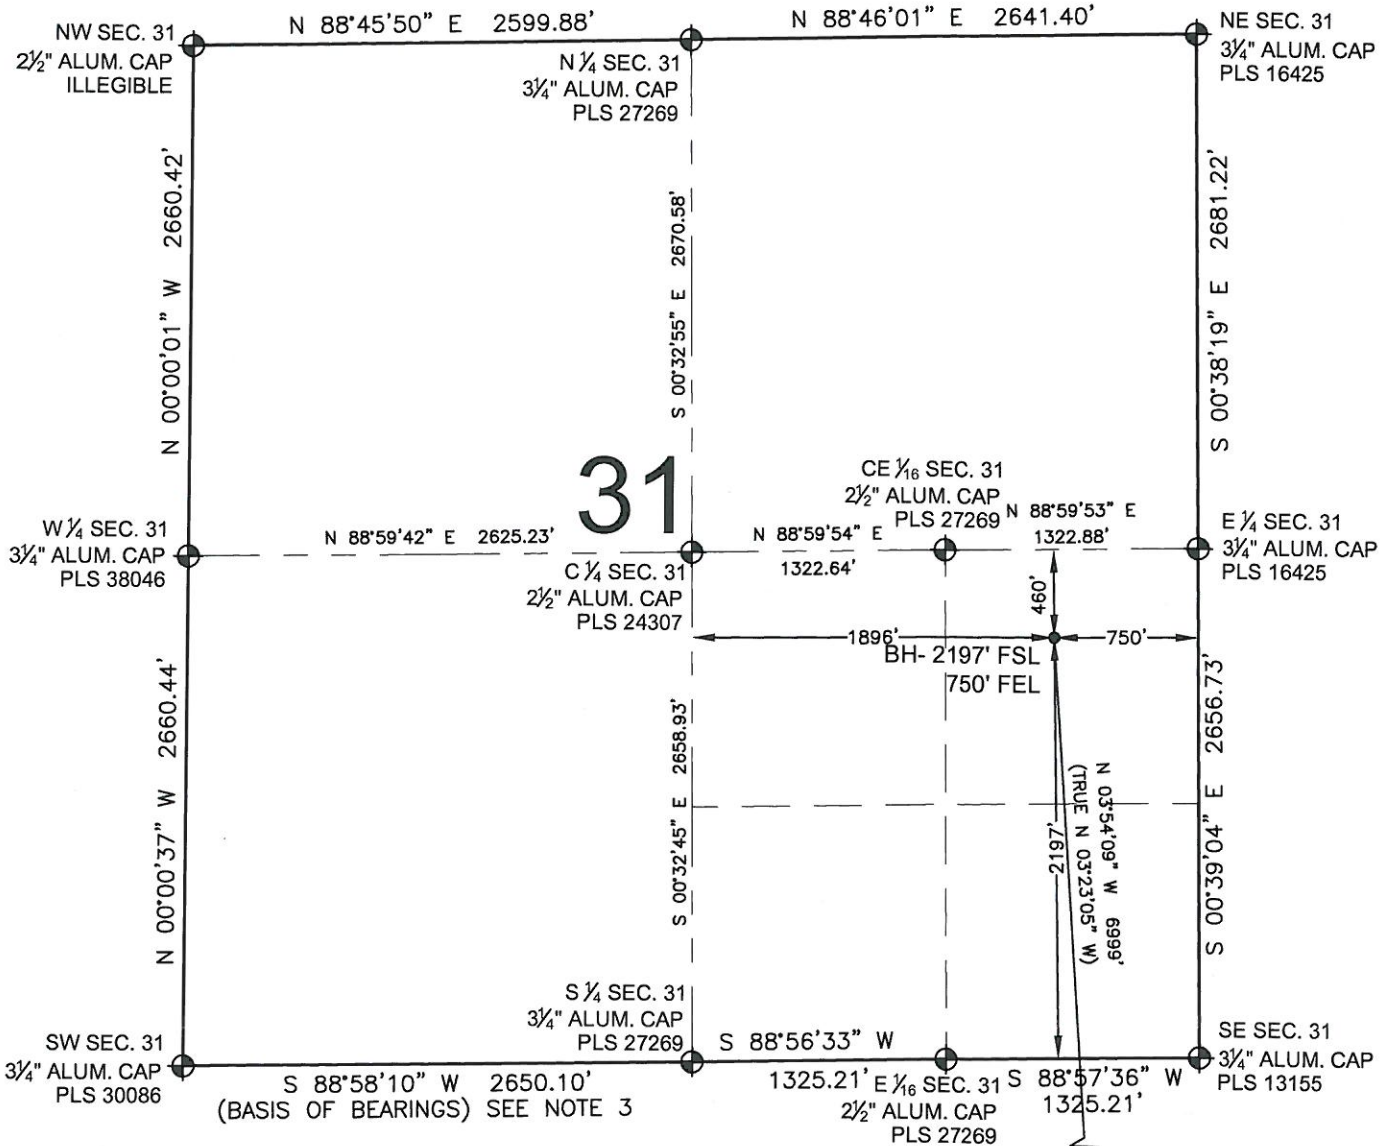 N 88°45'50" E 2599.88'
N 88°46'01" E 2641.40'
NW SEC. 31
2½" ALUM. CAP
ILLEGIBLE
N ¼ SEC. 31
3¼" ALUM. CAP
PLS 27269
NE SEC. 31
3¼" ALUM. CAP
PLS 16425
N 00°00'01" W 2660.42'
S 00°32'55" E 2670.58'
S 00°38'19" E 2681.22'
31
CE 1/16 SEC. 31
2½" ALUM. CAP
PLS 27269
W ¼ SEC. 31
3¼" ALUM. CAP
PLS 38046
N 88°59'42" E 2625.23'
N 88°59'54" E
1322.64'
N 88°59'53" E
1322.88'
E ¼ SEC. 31
3¼" ALUM. CAP
PLS 16425
C ¼ SEC. 31
2½" ALUM. CAP
PLS 24307
460'
1896'
750'
BH- 2197' FSL
750' FEL
N 00°00'37" W 2660.44'
S 00°32'45" E 2658.93'
2197'
N 03°54'09" W 6999'
(TRUE N 03°23'05" W)
S 00°39'04" E 2656.73'
S ¼ SEC. 31
3¼" ALUM. CAP
PLS 27269
SW SEC. 31
3¼" ALUM. CAP
PLS 30086
S 88°58'10" W 2650.10'
(BASIS OF BEARINGS) SEE NOTE 3
S 88°56'33" W
1325.21'
E 1/16 SEC. 31
2½" ALUM. CAP
PLS 27269
S 88°57'36" W
1325.21'
SE SEC. 31
3¼" ALUM. CAP
PLS 13155